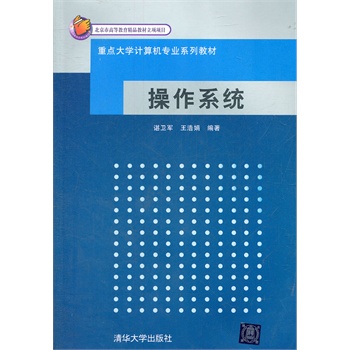 北京市高等教育精品教材立项项目
重点大学计算机专业系列教材
操作系统
谌卫军 王浩娟 编著
清华大学出版社